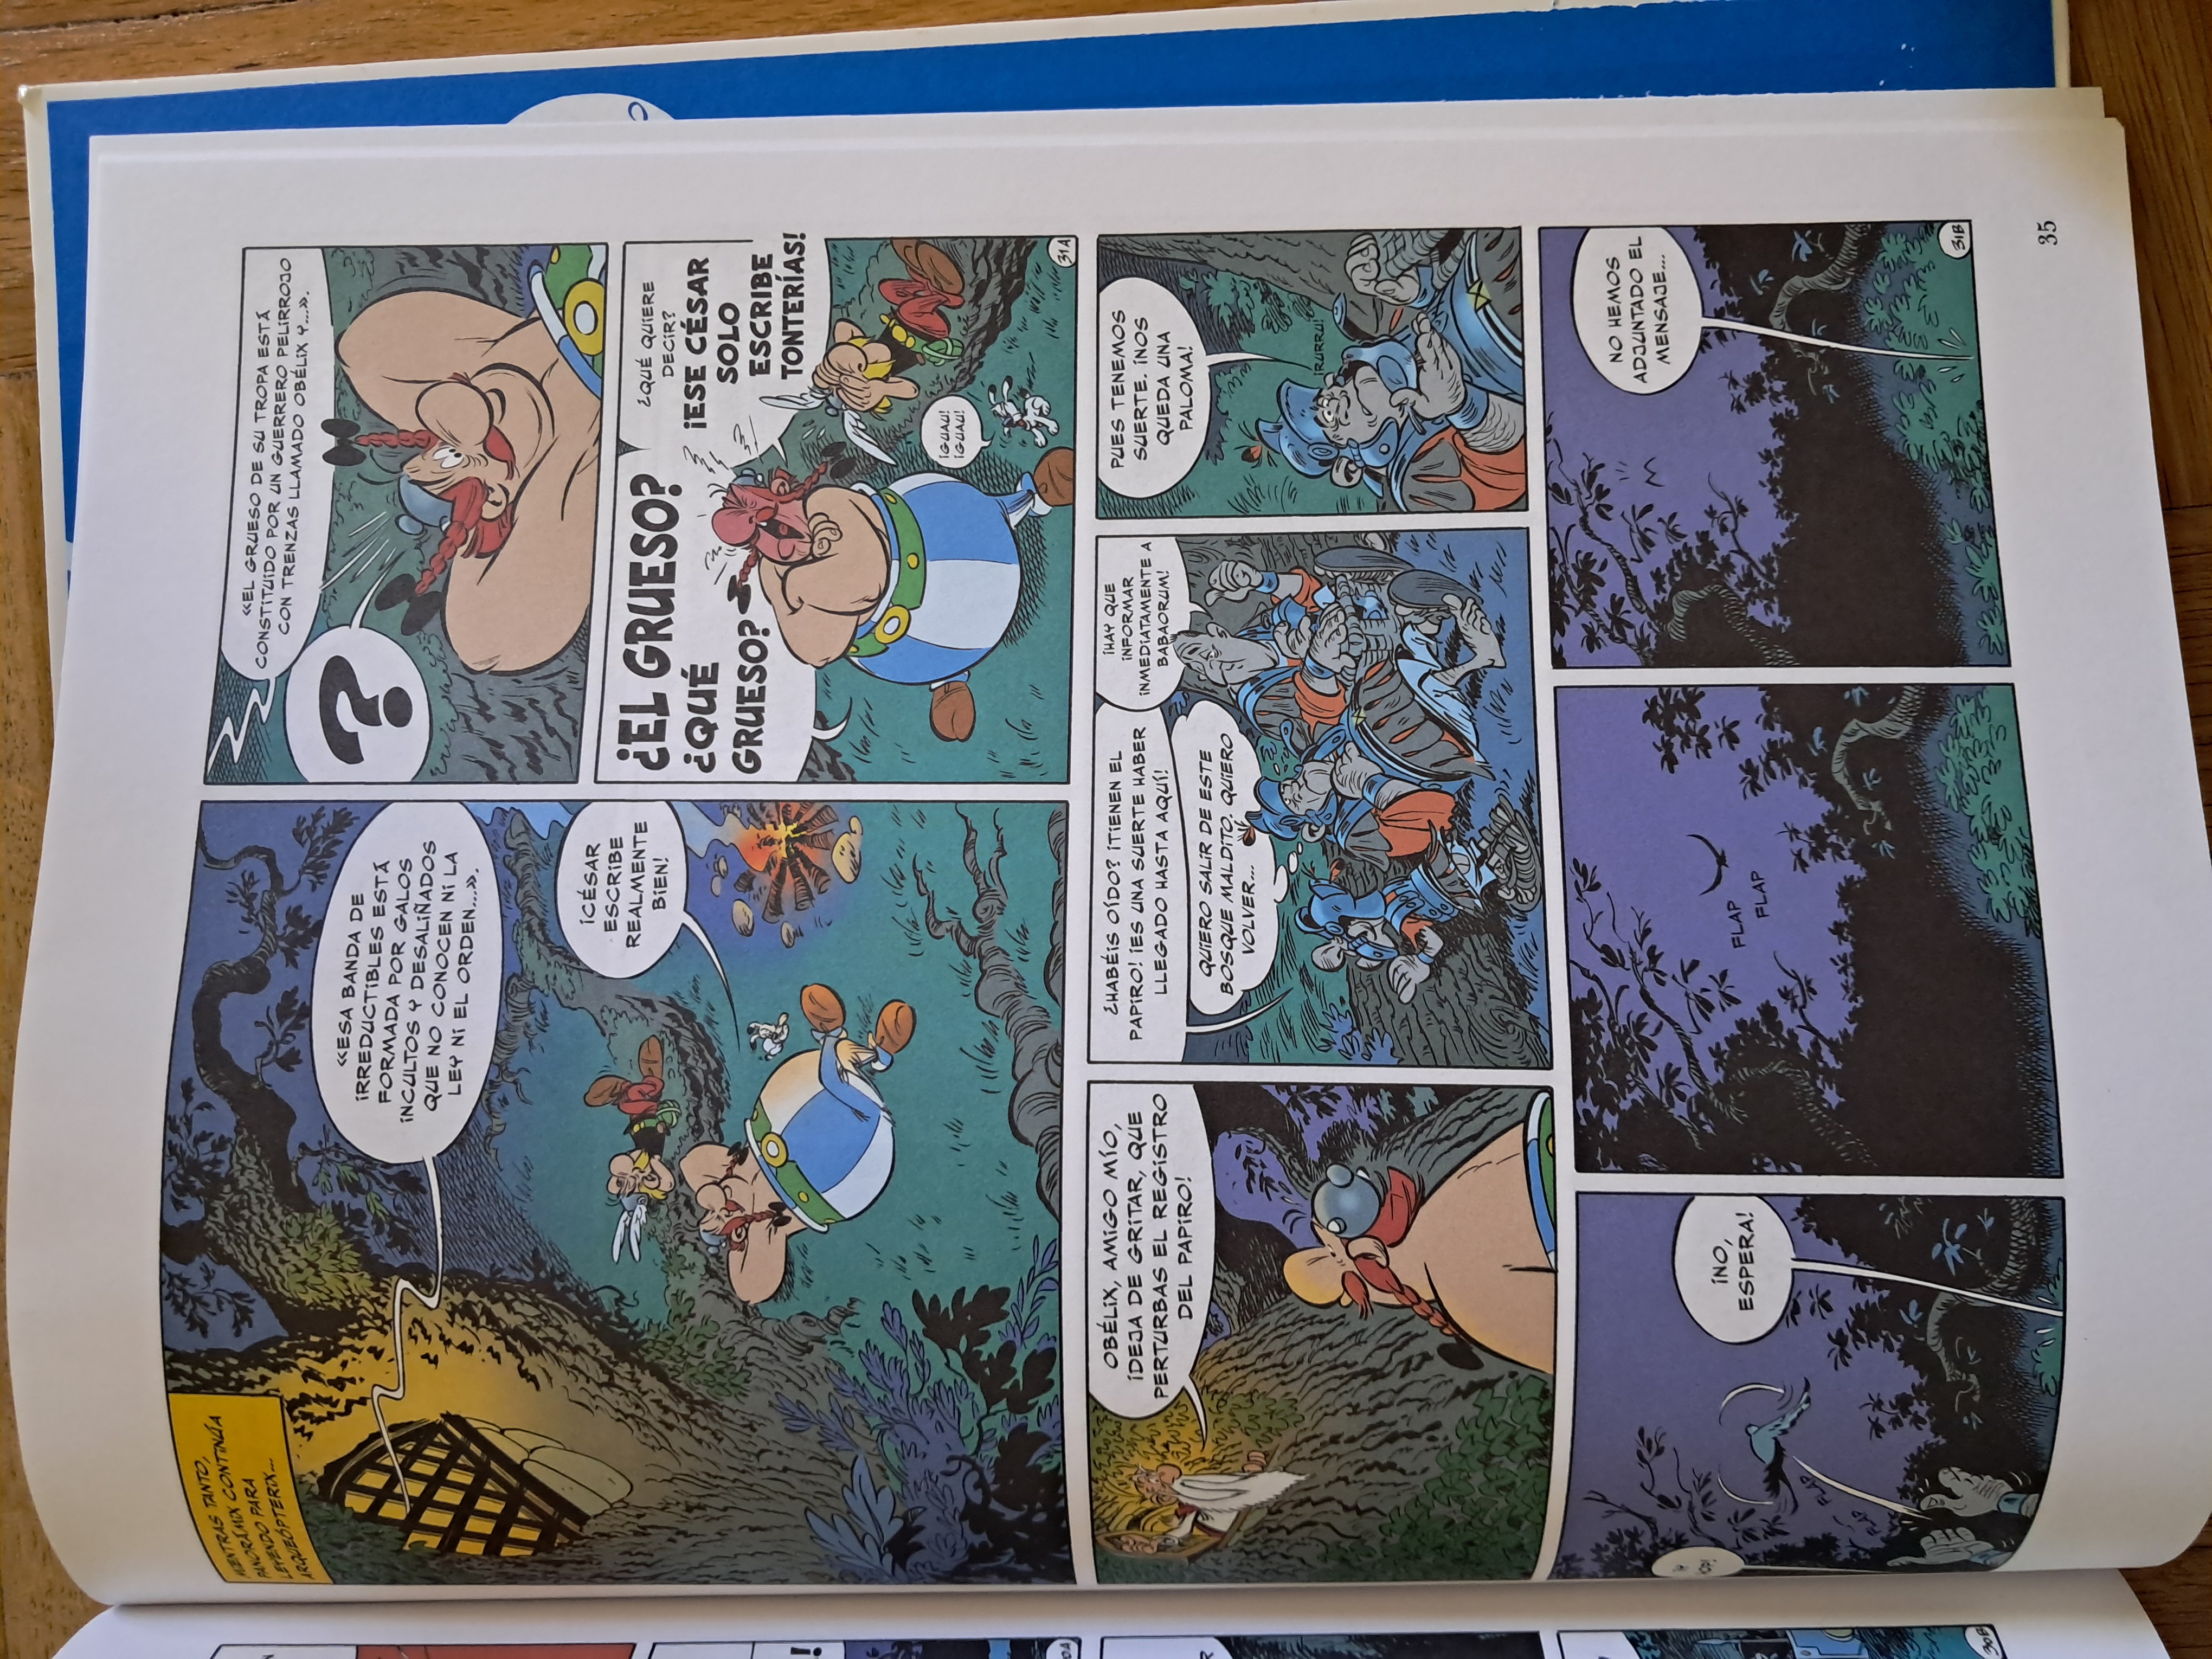 MIENTRAS TANTO,
PANORÁMIX CONTINÚA
LEYENDO PARA
ARQUEÓPTERIX...
«ESA BANDA DE
IRREDUCTIBLES ESTÁ
FORMADA POR GALOS
INCULTOS Y DESALIÑADOS
QUE NO CONOCEN NI LA
LEY NI EL ORDEN...».
¡CÉSAR
ESCRIBE
REALMENTE
BIEN!
«EL GRUESO DE SU TROPA ESTÁ
CONSTITUIDO POR UN GUERRERO PELIRROJO
CON TRENZAS LLAMADO OBÉLIX Y...».
?
¿EL GRUESO?
¿QUÉ
GRUESO?
¿QUÉ QUIERE
DECIR?
¡ESE CÉSAR
SOLO
ESCRIBE
TONTERÍAS!
¡GUAU!
¡GUAU!
31A
OBÉLIX, AMIGO MÍO,
¡DEJA DE GRITAR, QUE
PERTURBAS EL REGISTRO
DEL PAPIRO!
¿HABÉIS OÍDO? ¡TIENEN EL
PAPIRO! ¡ES UNA SUERTE HABER
LLEGADO HASTA AQUÍ!
QUIERO SALIR DE ESTE
BOSQUE MALDITO. QUIERO
VOLVER...
¡HAY QUE
INFORMAR
INMEDIATAMENTE A
BABAORUM!
PUES TENEMOS
SUERTE. ¡NOS
QUEDA UNA
PALOMA!
¡RURRU!
¡Y
HOP!
FLAP
FLAP
¡NO,
ESPERA!
FLAP
FLAP
NO HEMOS
ADJUNTADO EL
MENSAJE...
31B
35
30B